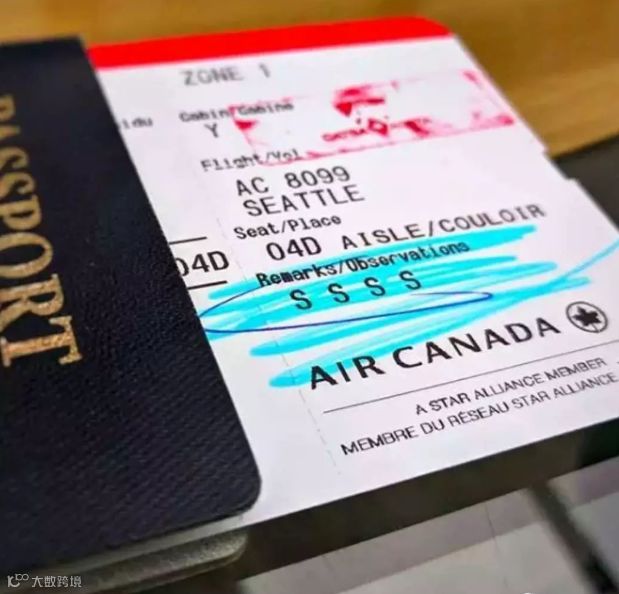 PASSPORT
ZONE 1
idu Cabin/Cabine
Y
Flight/Vol
AC 8099
SEATTLE
Seat/Place
04D 04D AISLE/COULOIR
Remarks/Observations
S S S S
AIR CANADA
A STAR ALLIANCE MEMBER
MEMBRE DU RÉSEAU STAR ALLIANCE
大数跨境